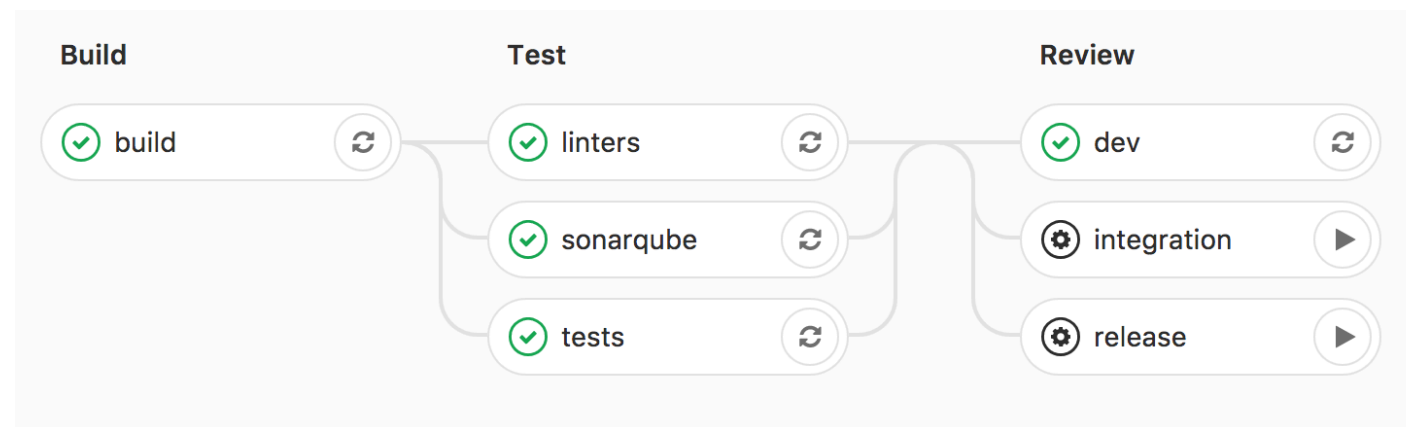 Build
Test
Review
build
linters
dev
sonarqube
integration
tests
release